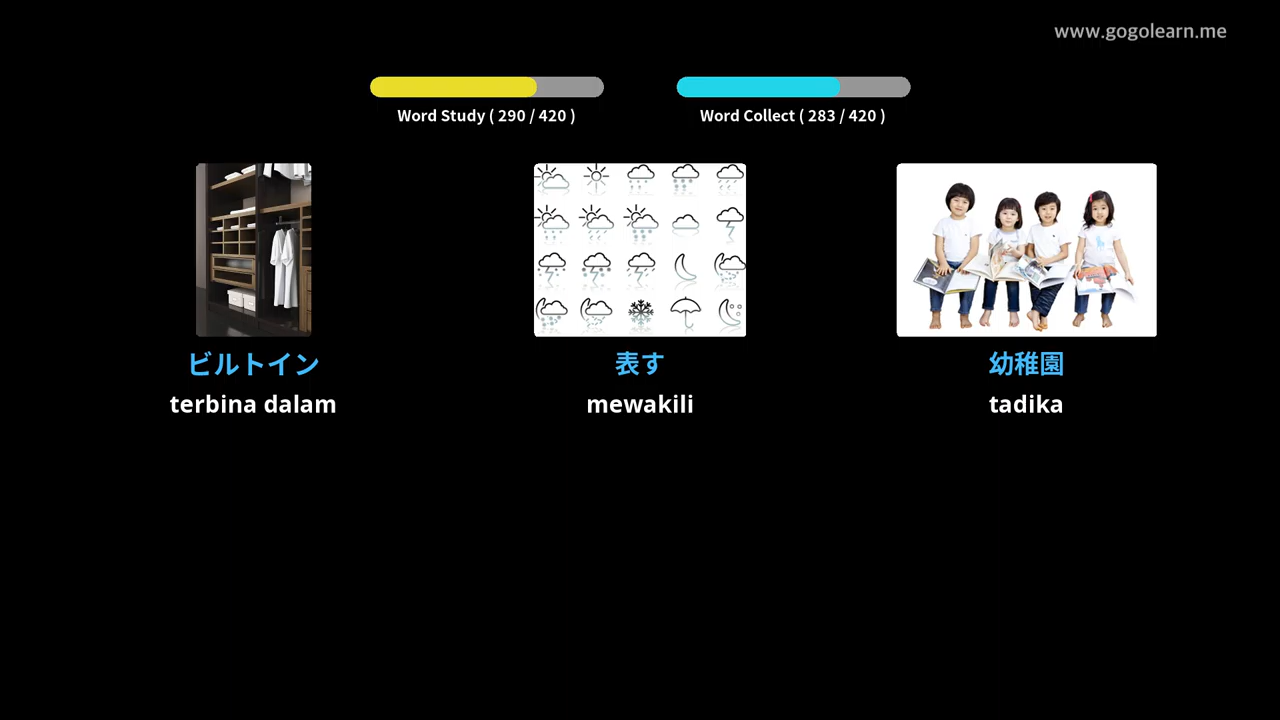 www.gogolearn.me
Word Study ( 290 / 420 )
Word Collect ( 283 / 420 )
ビルトイン
terbina dalam
表す
mewakili
幼稚園
tadika